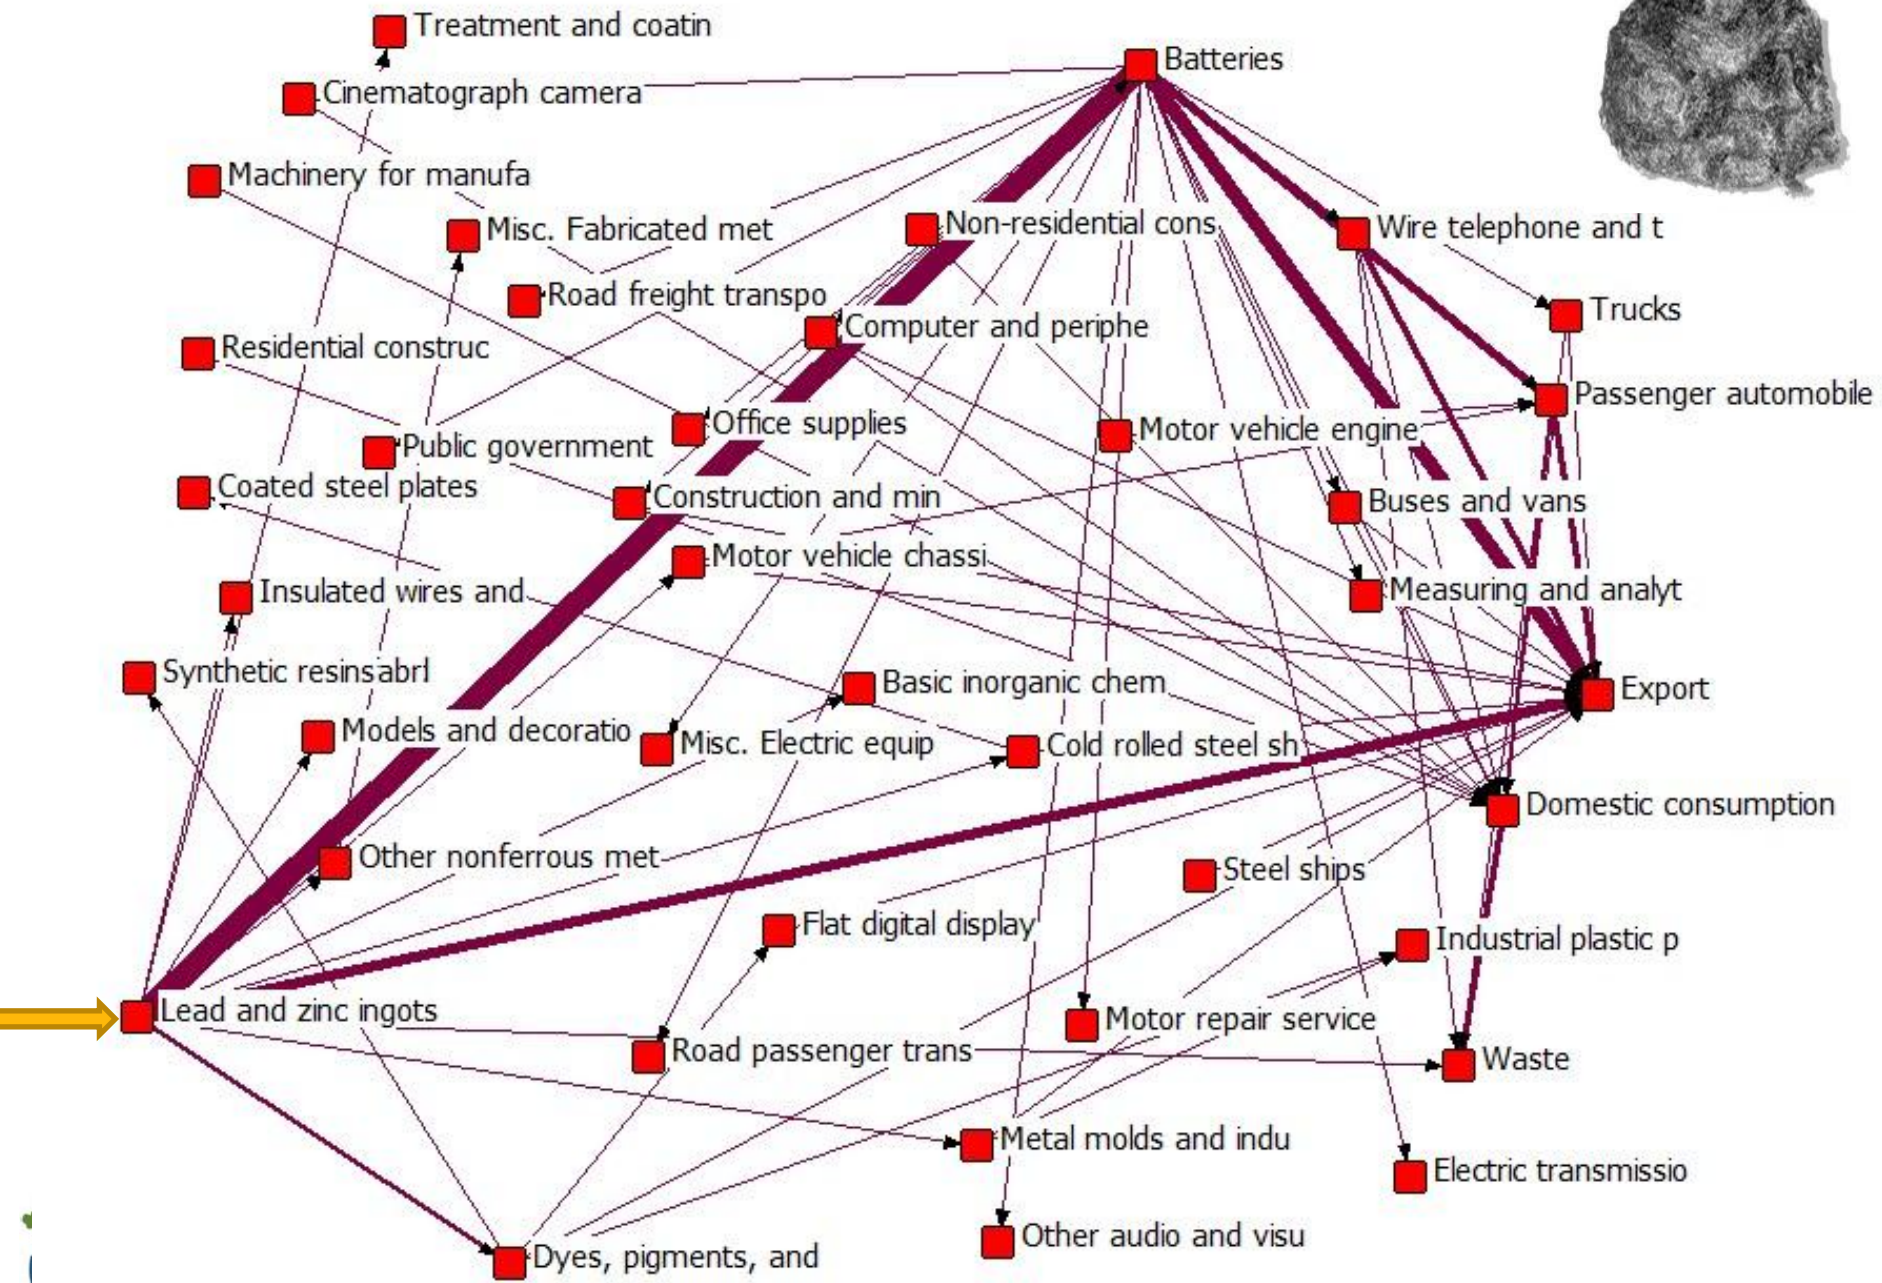 Treatment and coatin
Batteries
Cinematograph camera
Machinery for manufa
Misc. Fabricated met
Non-residential cons
Wire telephone and t
Road freight transpo
Trucks
Computer and periphe
Residential construc
Passenger automobile
Office supplies
Motor vehicle engine
Public government
Coated steel plates
Construction and min
Buses and vans
Motor vehicle chassi
Insulated wires and
Measuring and analyt
Synthetic resinsabrl
Basic inorganic chem
Export
Models and decoratio
Misc. Electric equip
Cold rolled steel sh
Domestic consumption
Other nonferrous met
Steel ships
Flat digital display
Industrial plastic p
Lead and zinc ingots
Motor repair service
Road passenger trans
Waste
Metal molds and indu
Electric transmissio
Other audio and visu
Dyes, pigments, and